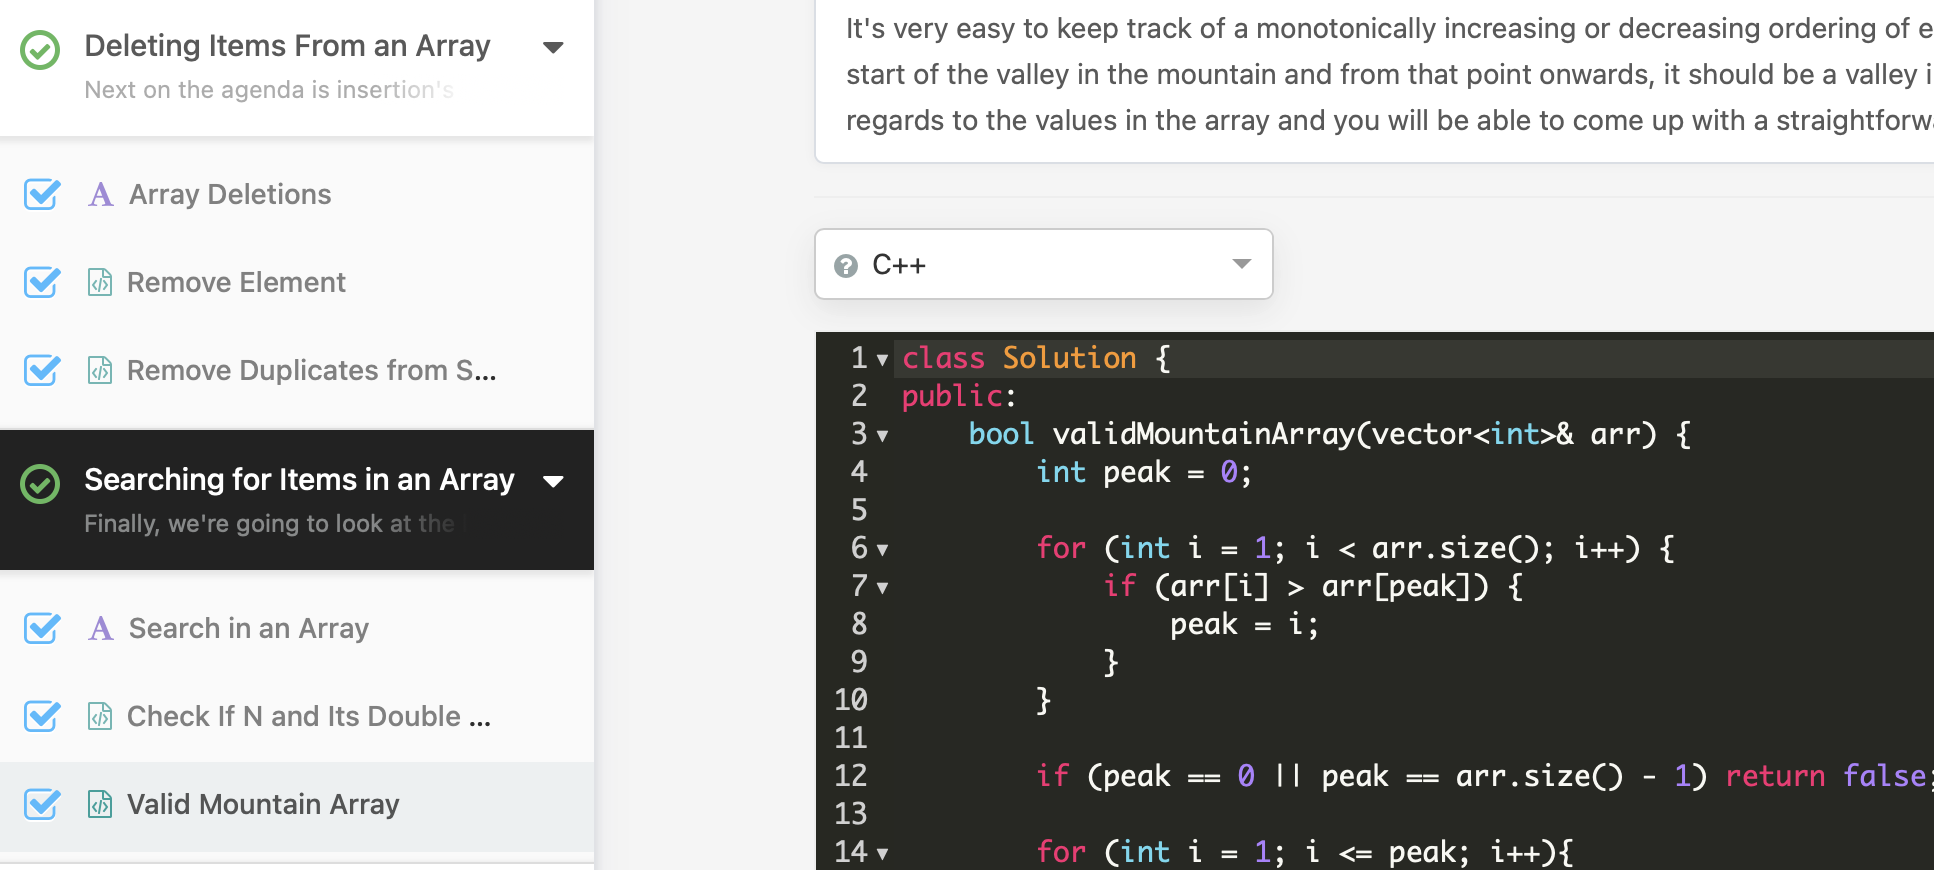 Deleting Items From an Array
Next on the agenda is insertion's
Array Deletions
Remove Element
Remove Duplicates from S...
Searching for Items in an Array
Finally, we're going to look at the
A Search in an Array
Check If N and Its Double ...
Valid Mountain Array
It's very easy to keep track of a monotonically increasing or decreasing ordering of e
start of the valley in the mountain and from that point onwards, it should be a valley i
regards to the values in the array and you will be able to come up with a straightforw
C++
1 class Solution {
2 public:
3     bool validMountainArray(vector<int>& arr) {
4         int peak = 0;
5
6         for (int i = 1; i < arr.size(); i++) {
7             if (arr[i] > arr[peak]) {
8                 peak = i;
9             }
10         }
11
12         if (peak == 0 || peak == arr.size() - 1) return false;
13
14         for (int i = 1; i <= peak; i++){